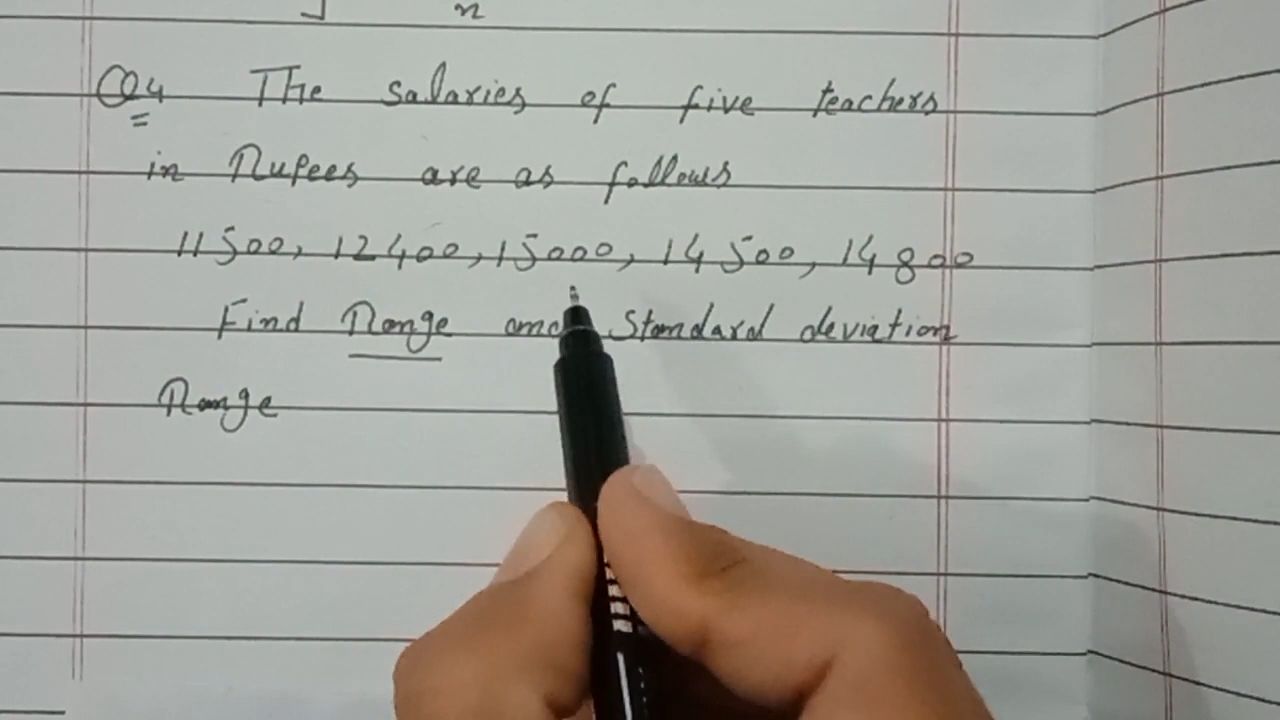 n
Q4 The salaries of five teachers
in Rupees are as follows
11500, 12400, 15000, 14500, 14800
Find Range and Standard deviation
Range